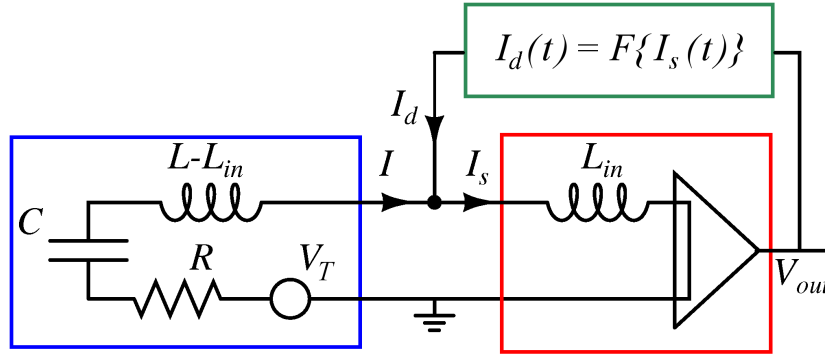 I_d(t) = F{I_s(t)}
I_d
L-L_in
I
I_s
L_in
C
R
V_T
V_out